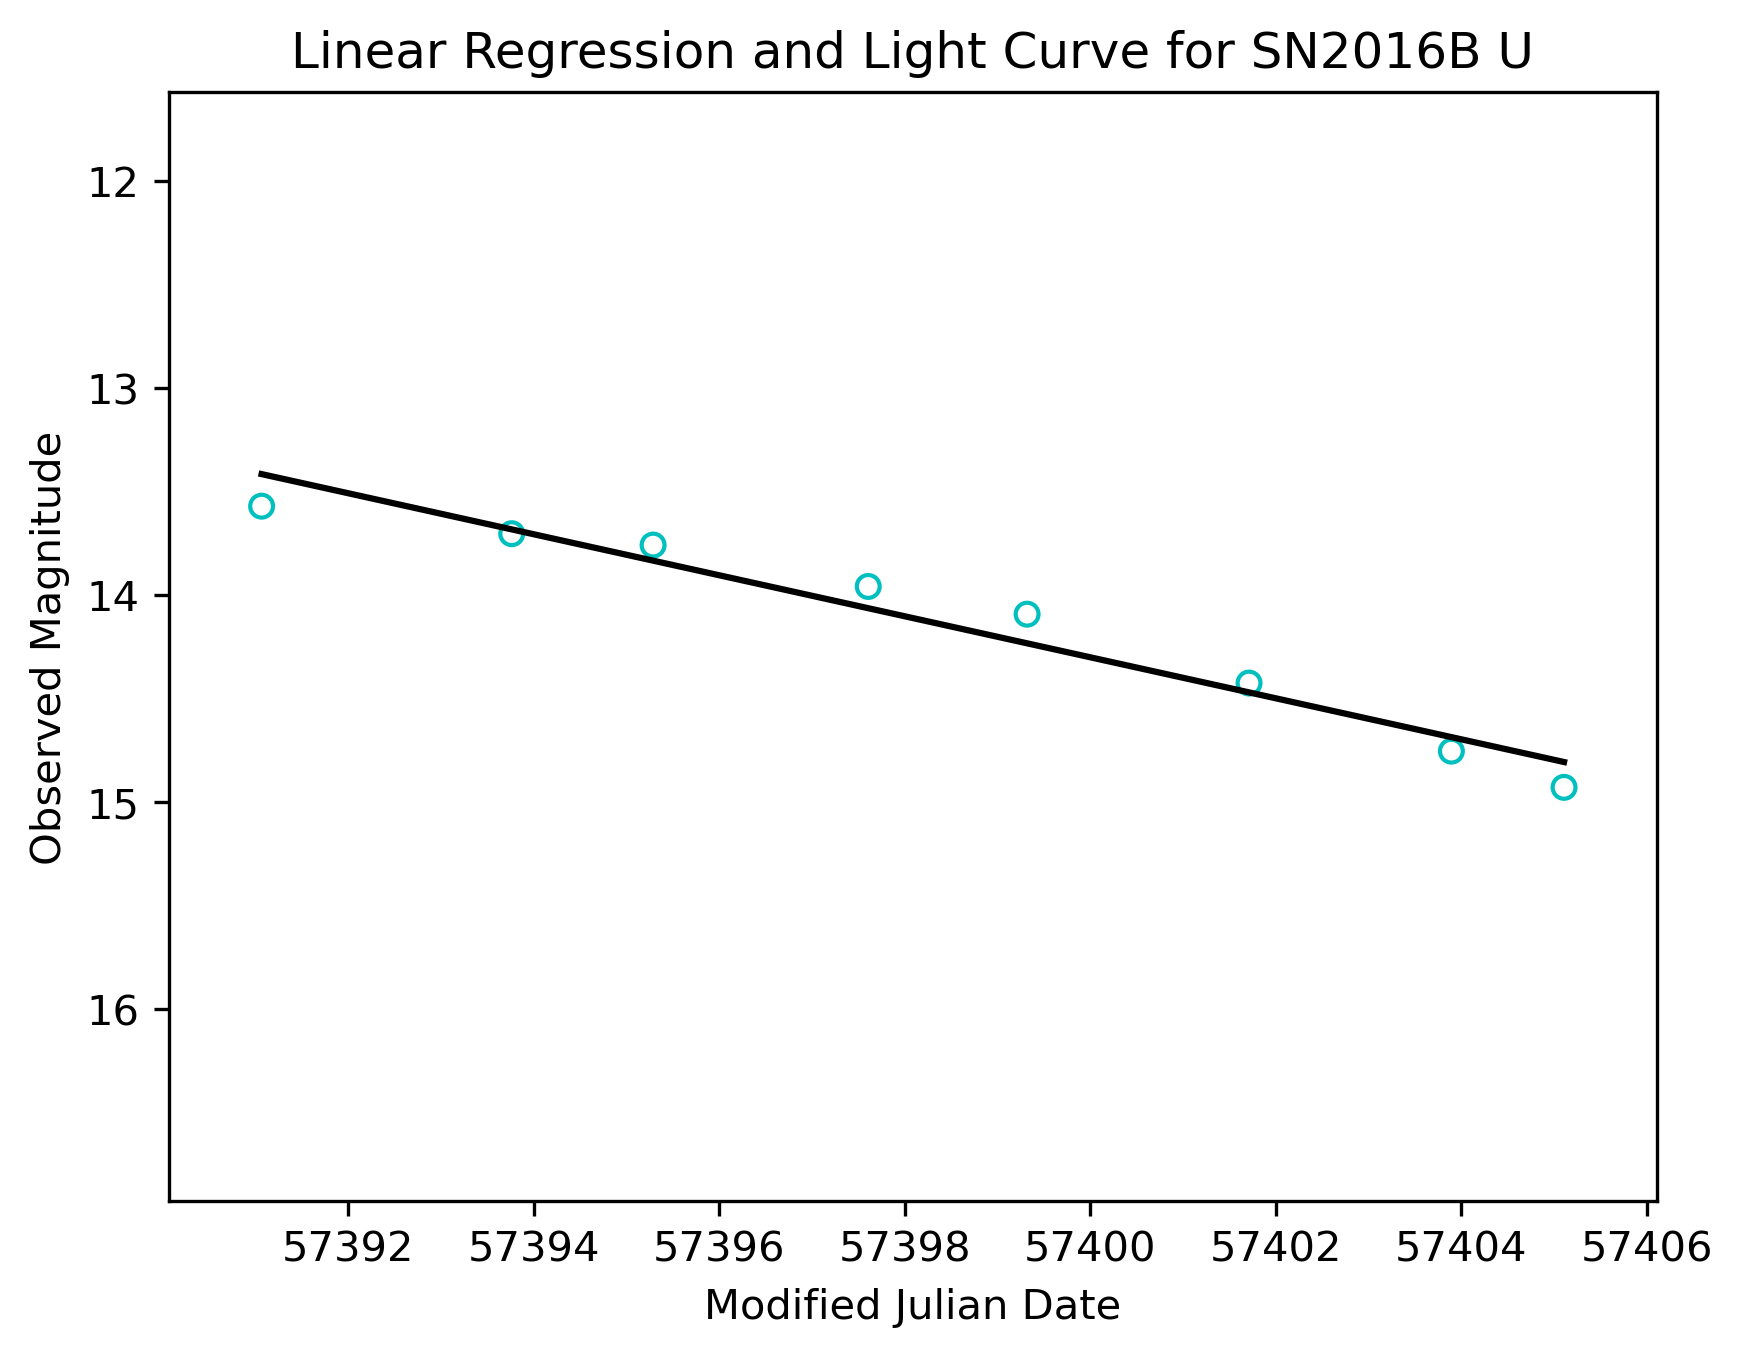 Linear Regression and Light Curve for SN2016B U
12
13
14
15
16
Observed Magnitude
57392 57394 57396 57398 57400 57402 57404 57406
Modified Julian Date